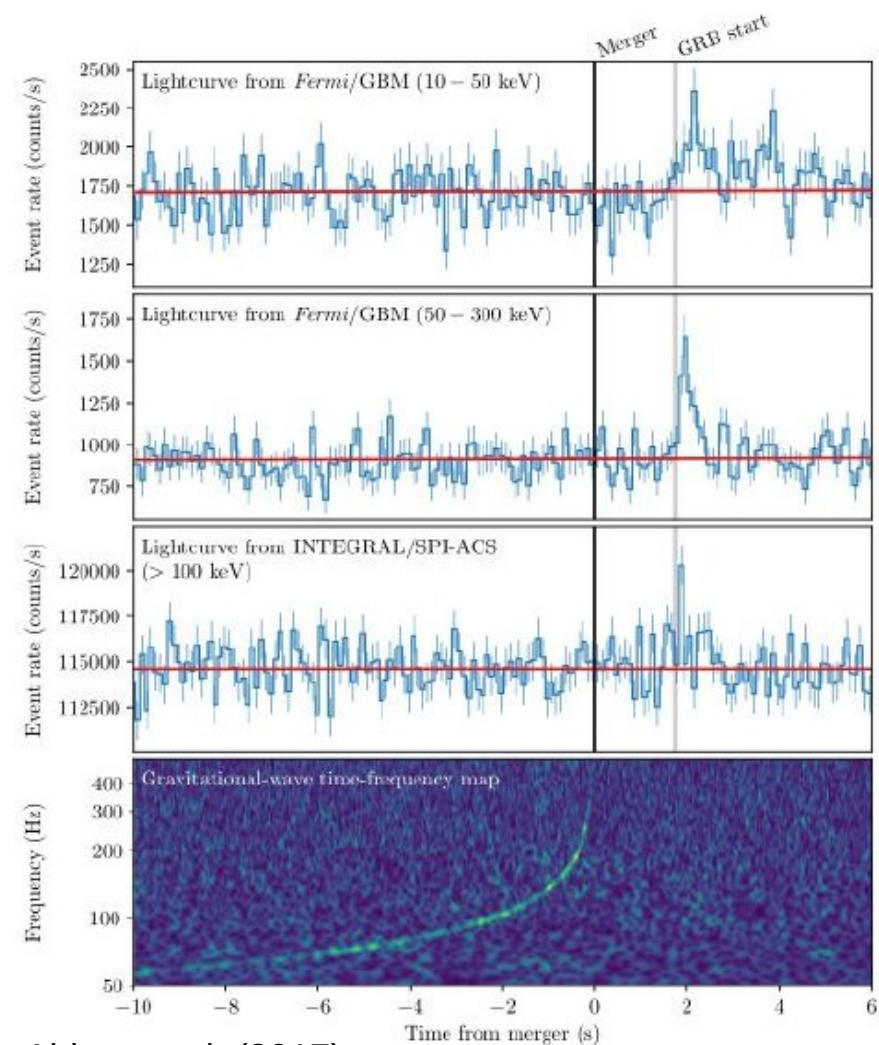 Merger GRB start
2500
2250
2000
1750
1500
1250
Event rate (counts/s)
Lightcurve from Fermi/GBM (10 − 50 keV)
1750
1500
1250
1000
750
Event rate (counts/s)
Lightcurve from Fermi/GBM (50 − 300 keV)
120000
117500
115000
112500
Event rate (counts/s)
Lightcurve from INTEGRAL/SPI-ACS
(> 100 keV)
400
300
200
100
50
Frequency (Hz)
Gravitational-wave time-frequency map
−10 −8 −6 −4 −2 0 2 4 6
Time from merger (s)
(2017)